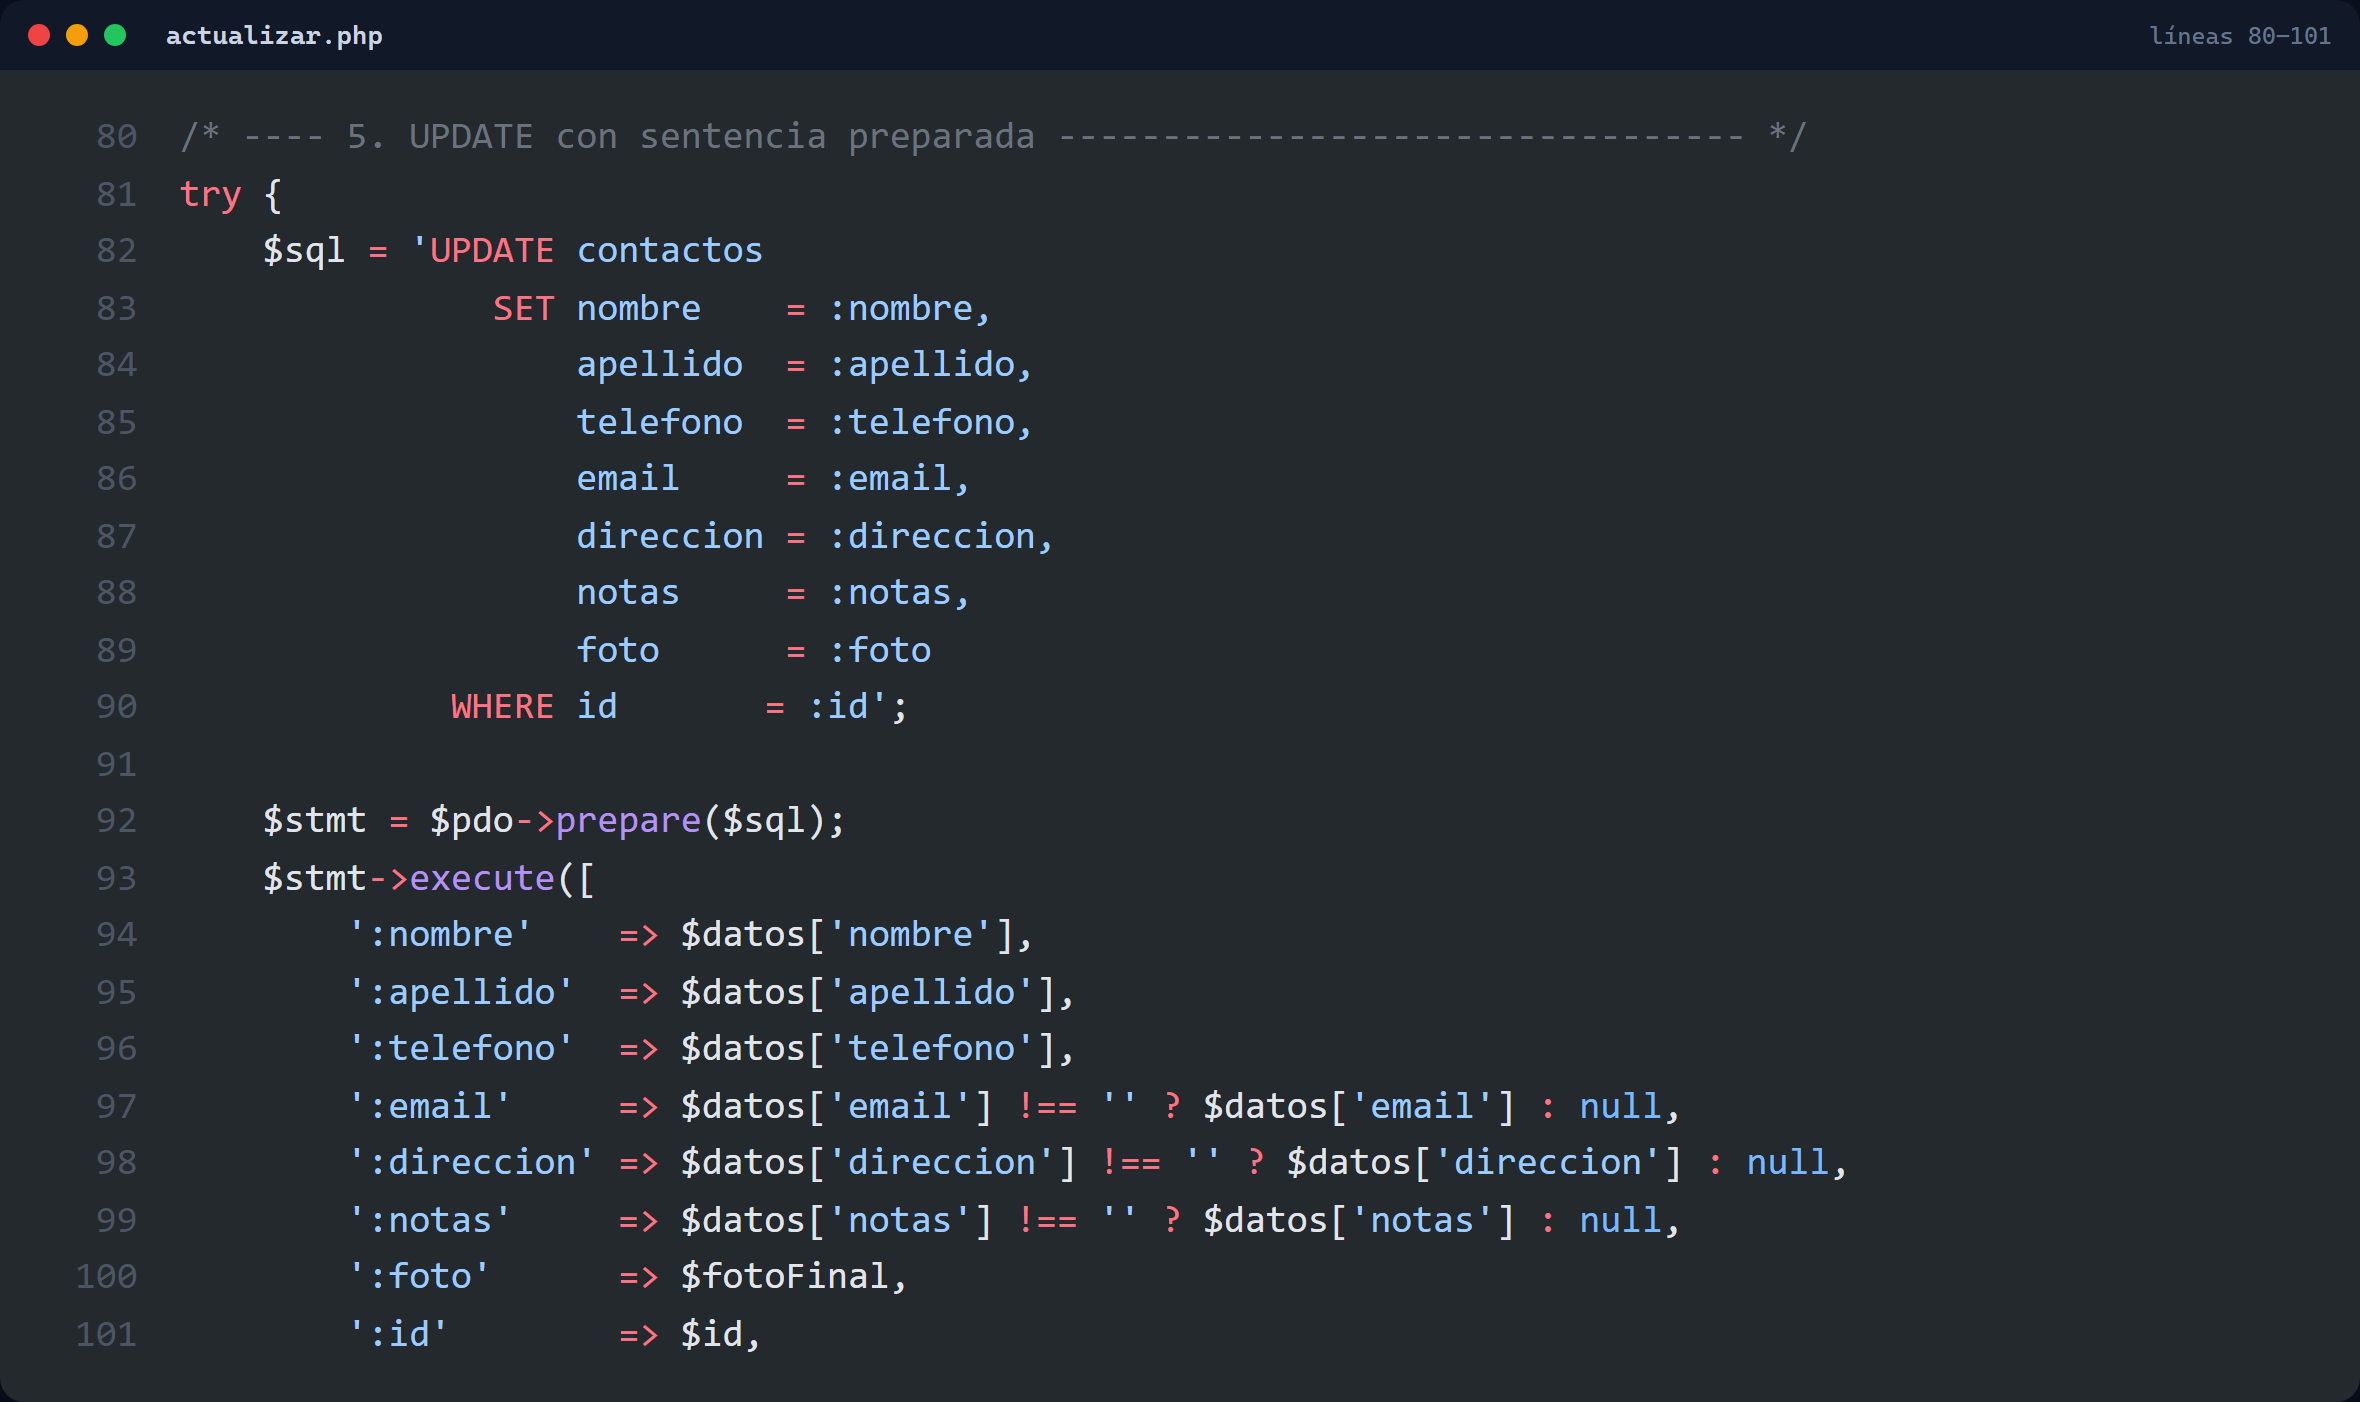 actualizar.php
líneas 80–101
80 /* ---- 5. UPDATE con sentencia preparada --------------------------------- */
81 try {
82     $sql = 'UPDATE contactos
83                SET nombre    = :nombre,
84                    apellido  = :apellido,
85                    telefono  = :telefono,
86                    email     = :email,
87                    direccion = :direccion,
88                    notas     = :notas,
89                    foto      = :foto
90              WHERE id       = :id';
91
92     $stmt = $pdo->prepare($sql);
93     $stmt->execute([
94         ':nombre'    => $datos['nombre'],
95         ':apellido'  => $datos['apellido'],
96         ':telefono'  => $datos['telefono'],
97         ':email'     => $datos['email'] !== '' ? $datos['email'] : null,
98         ':direccion' => $datos['direccion'] !== '' ? $datos['direccion'] : null,
99         ':notas'     => $datos['notas'] !== '' ? $datos['notas'] : null,
100         ':foto'      => $fotoFinal,
101         ':id'        => $id,